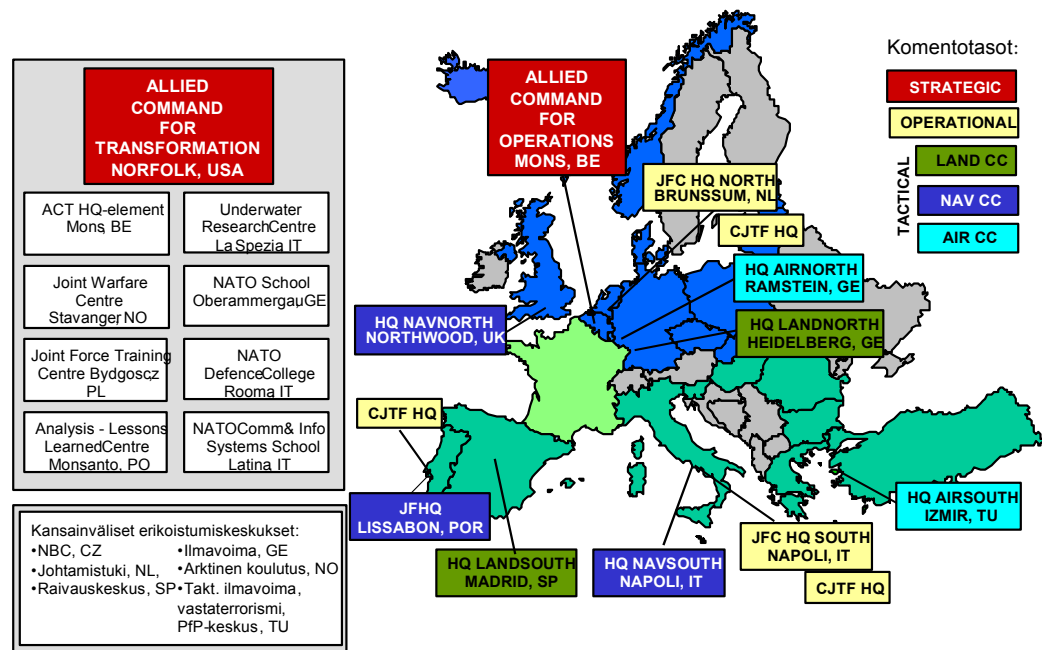 ALLIED
COMMAND
FOR
TRANSFORMATION
NORFOLK, USA
ACT HQ-element
Mons, BE
Underwater
ResearchCentre
La Spezia, IT
Joint Warfare
Centre
Stavanger, NO
NATO School
Oberammergau, GE
Joint Force Training
Centre Bydgoscz,
PL
NATO
DefenceCollege
Rooma, IT
Analysis - Lessons
LearnedCentre
Monsanto, PO
NATOComm& Info
Systems School
Latina, IT
Kansainväliset erikoistumiskeskukset:
•NBC, CZ
•Johtamistuki, NL,
•Raivauskeskus, SP
•Ilmavoima, GE
•Arktinen koulutus, NO
•Takt. ilmavoima,
vastaterrorismi,
PfP-keskus, TU
ALLIED
COMMAND
FOR
OPERATIONS
MONS, BE
JFC HQ NORTH
BRUNSSUM, NL
CJTF HQ
HQ AIRNORTH
RAMSTEIN, GE
HQ NAVNORTH
NORTHWOOD, UK
HQ LANDNORTH
HEIDELBERG, GE
CJTF HQ
JFHQ
LISSABON, POR
HQ LANDSOUTH
MADRID, SP
HQ NAVSOUTH
NAPOLI, IT
JFC HQ SOUTH
NAPOLI, IT
CJTF HQ
HQ AIRSOUTH
IZMIR, TU
Komentotasot:
STRATEGIC
OPERATIONAL
TACTICAL
LAND CC
NAV CC
AIR CC